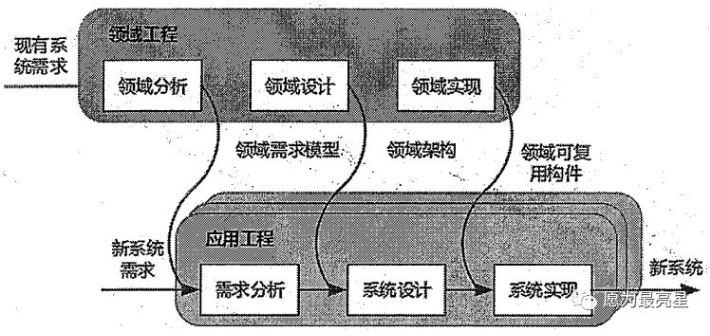 领域工程
现有系
统需求
领域分析
领域设计
领域实现
领域需求模型
领域架构
领域可复
用构件
应用工程
新系统
需求
需求分析
系统设计
系统实现
新系统
愿为最亮星